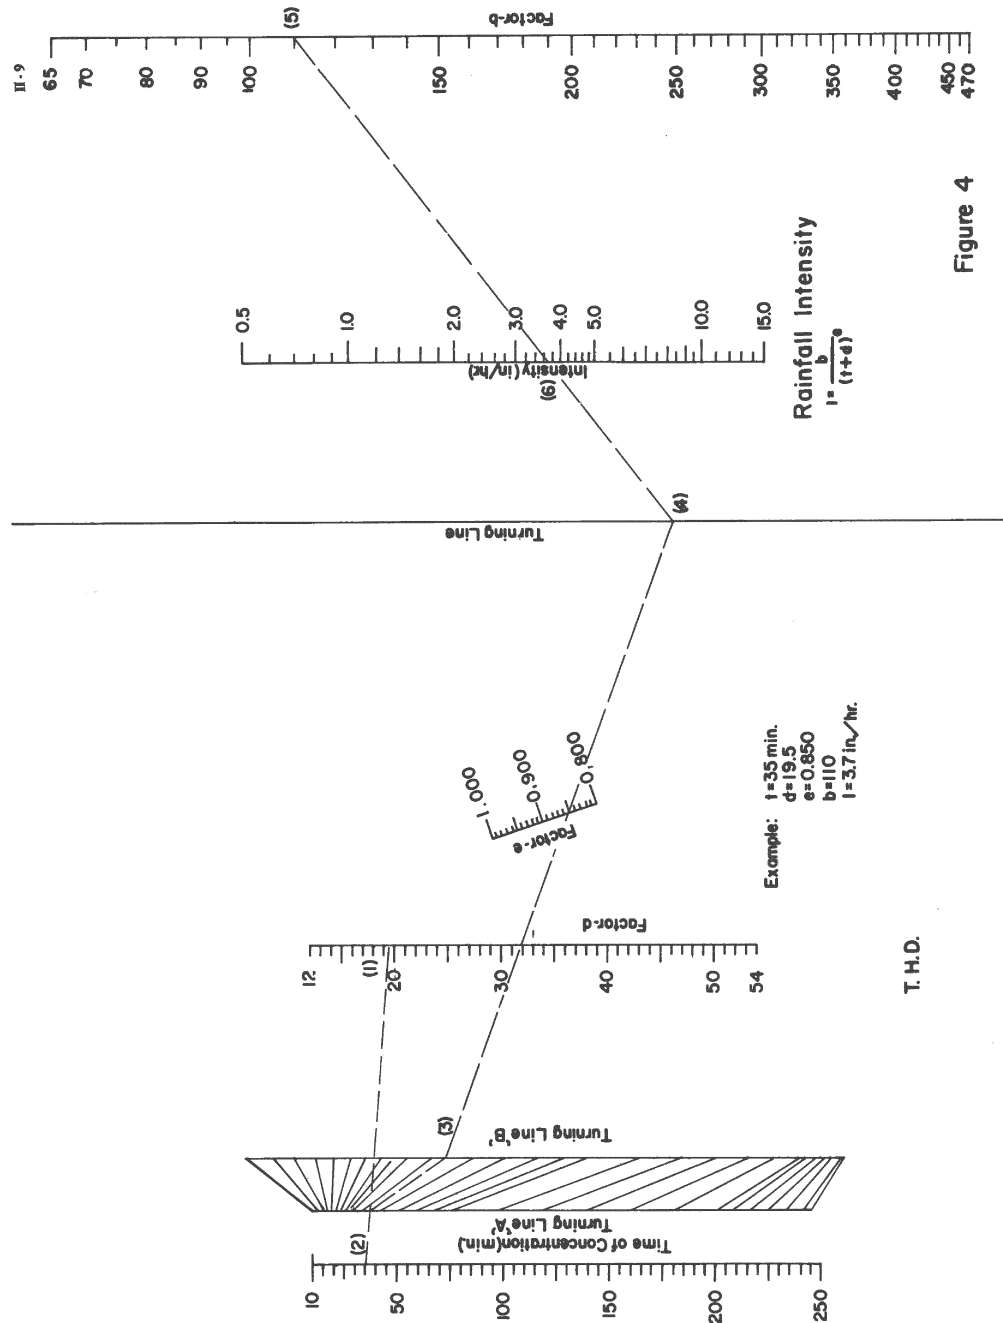 II-9
Factor-b
(5)
65
70
80
90
100
150
200
250
300
350
400
450
470
Figure 4
0.5
1.0
2.0
3.0
4.0
5.0
10.0
15.0
Intensity (in/hr)
(6)
Rainfall Intensity
I = b
(t+d)^e
Turning Line
(4)
1.000
0.900
0.800
Factor-e
Example: t=35 min.
d=19.5
e=0.850
b=110
I=3.7 in/hr.
Factor-d
(1)
12
20
30
40
50
54
T.H.D.
(3)
Turning Line 'B'
Turning Line 'A'
Time of Concentration(min.)
(2)
10
50
100
150
200
250